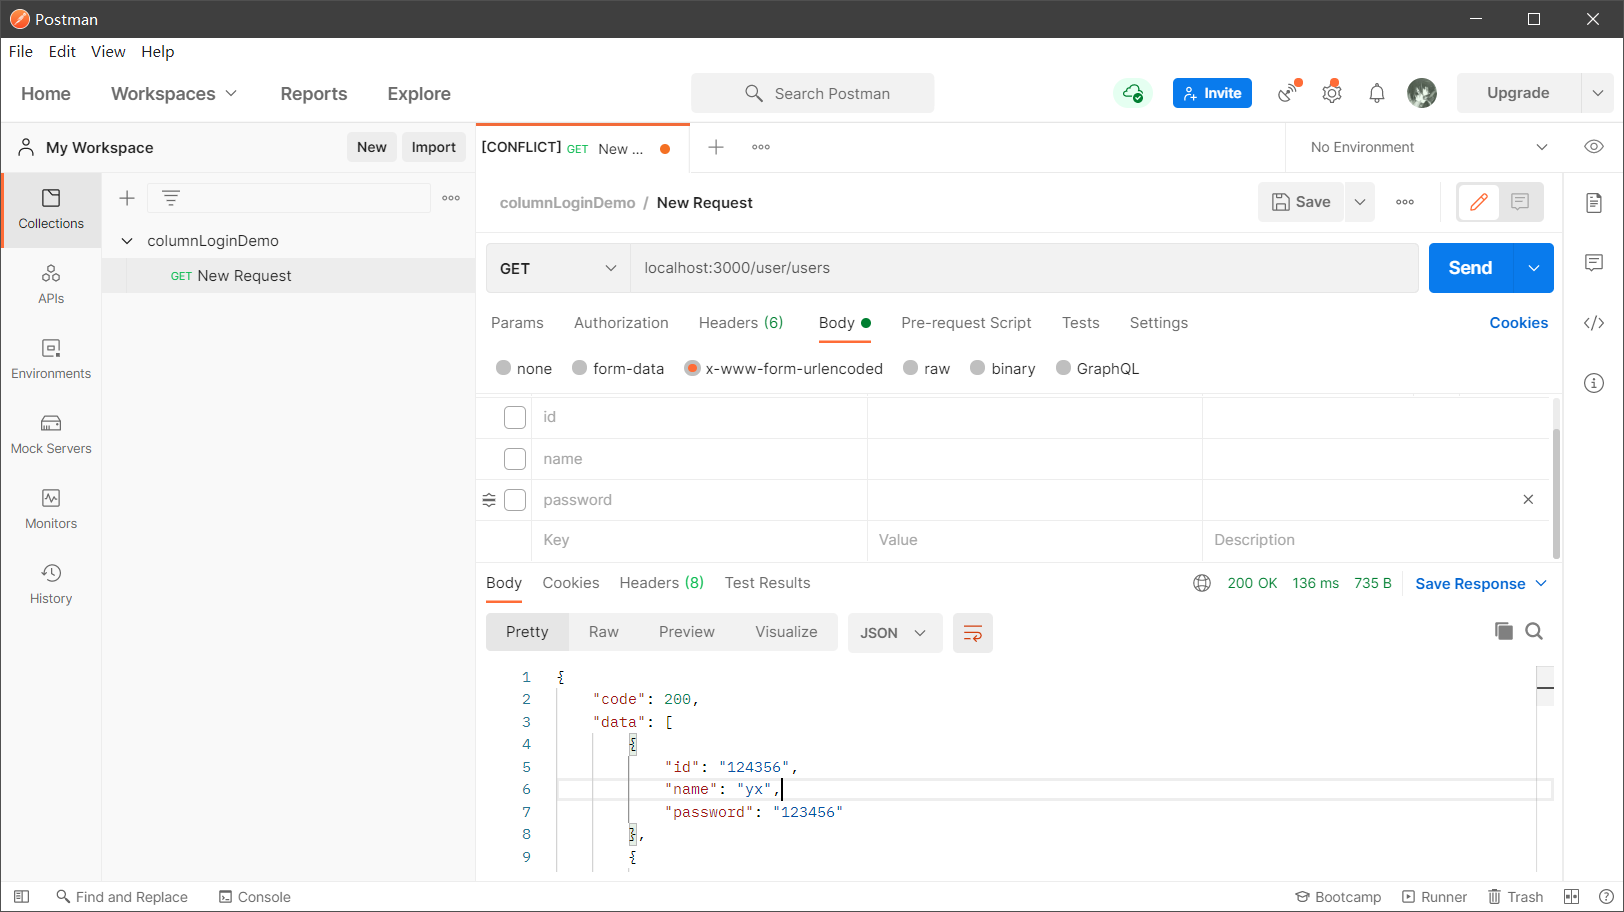 Postman
File Edit View Help
Home Workspaces Reports Explore Search Postman Invite Upgrade
My Workspace New Import [CONFLICT] GET New ... No Environment
columnLoginDemo / New Request Save
Collections
columnLoginDemo
GET New Request
GET localhost:3000/user/users Send
APIs
Params Authorization Headers (6) Body Pre-request Script Tests Settings Cookies
Environments
none form-data x-www-form-urlencoded raw binary GraphQL
id
Mock Servers
name
password
Monitors
Key Value Description
History
Body Cookies Headers (8) Test Results 200 OK 136 ms 735 B Save Response
Pretty Raw Preview Visualize JSON
1 {
2 "code": 200,
3 "data": [
4 {
5 "id": "124356",
6 "name": "yx",
7 "password": "123456"
8 },
9 {
Find and Replace Console Bootcamp Runner Trash